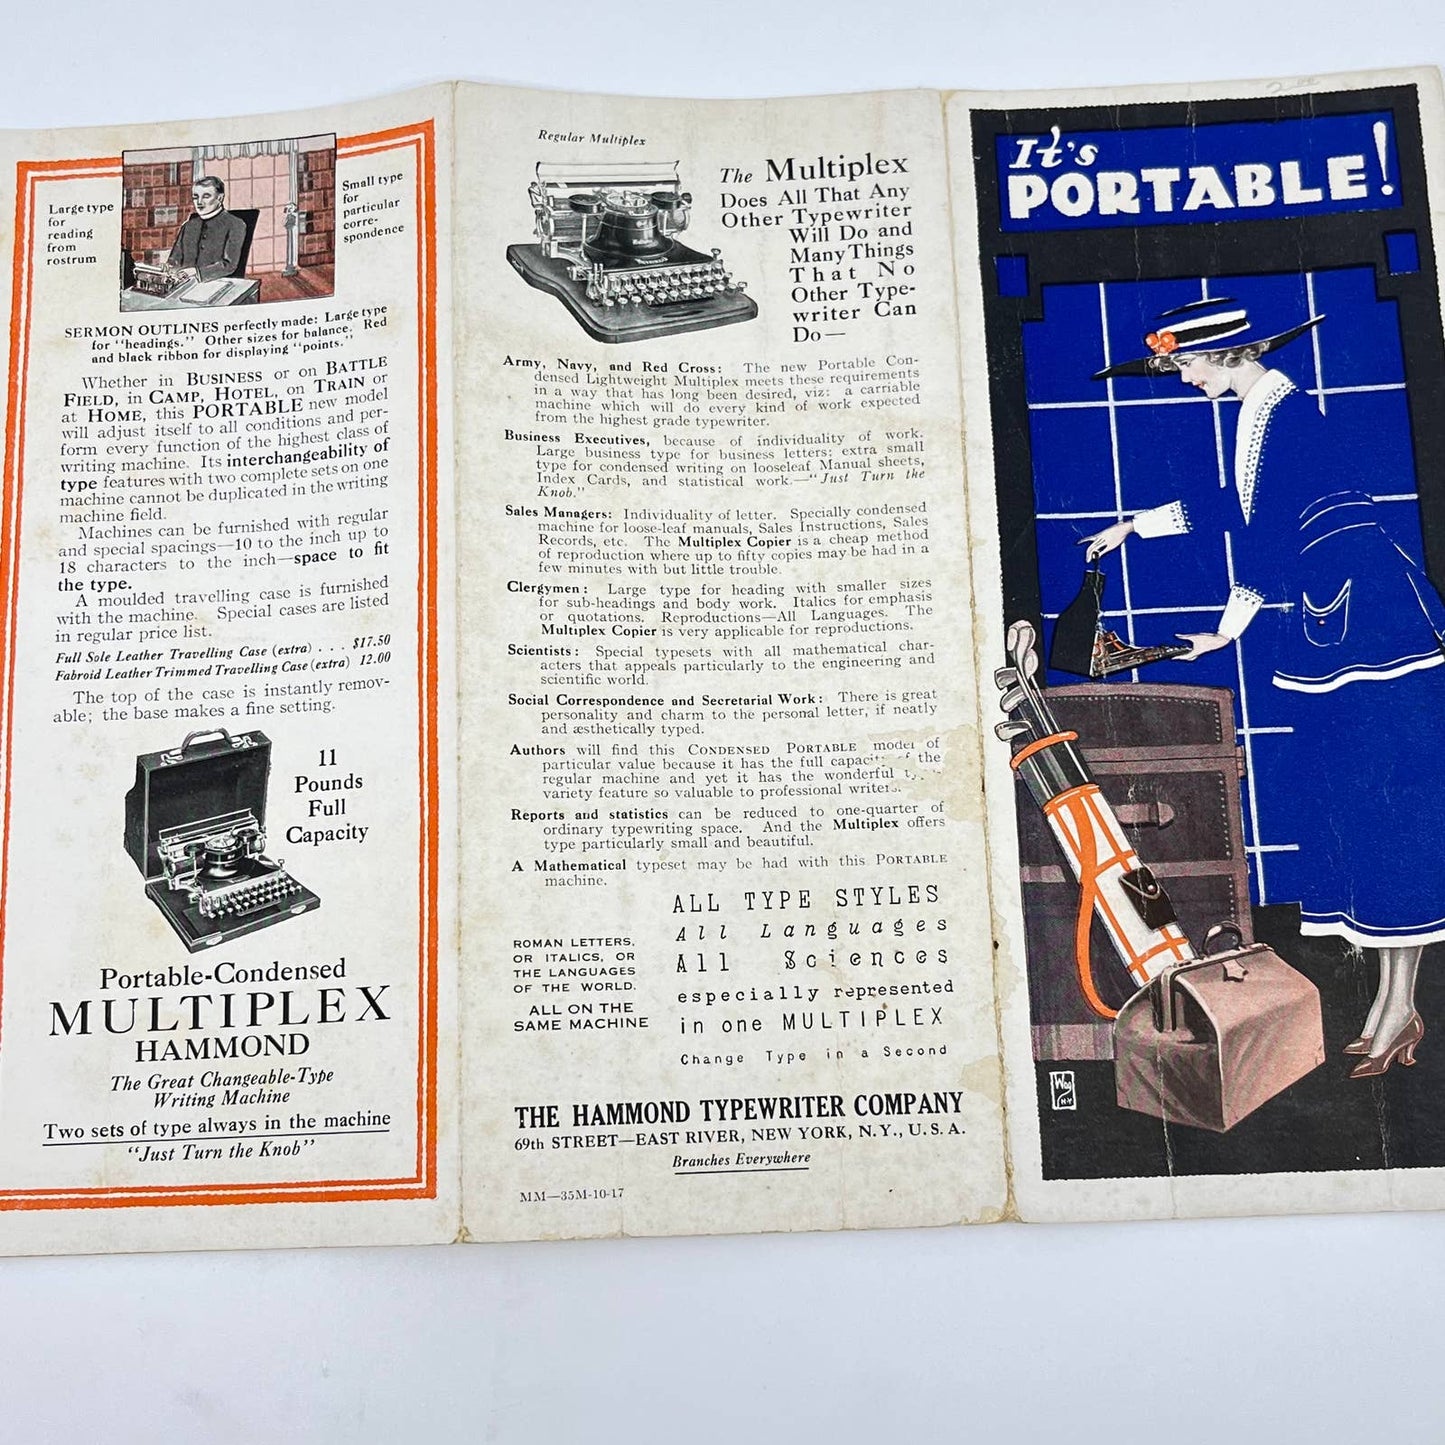 Large type
for
reading
from
rostrum
Small type
for
particular
corre-
spondence
SERMON OUTLINES perfectly made: Large type
for "headings." Other sizes for balance. Red
and black ribbon for displaying "points."
Whether in BUSINESS or on BATTLE
FIELD, in CAMP, HOTEL, on TRAIN or
at HOME, this PORTABLE new model
will adjust itself to all conditions and per-
form every function of the highest class of
writing machine. Its interchangeability of
type features with two complete sets on one
machine cannot be duplicated in the writing
machine field.
Machines can be furnished with regular
and special spacings—10 to the inch up to
18 characters to the inch—space to fit
the type.
A moulded travelling case is furnished
with the machine. Special cases are listed
in regular price list.
Full Sole Leather Travelling Case (extra) . . . $17.50
Fabroid Leather Trimmed Travelling Case (extra) 12.00
The top of the case is instantly remov-
able; the base makes a fine setting.
11
Pounds
Full
Capacity
Portable-Condensed
MULTIPLEX
HAMMOND
The Great Changeable-Type
Writing Machine
Two sets of type always in the machine
"Just Turn the Knob"
Regular Multiplex
The Multiplex
Does All That Any
Other Typewriter
Will Do and
Many Things
That No
Other Type-
writer Can
Do—
Army, Navy, and Red Cross: The new Portable Con-
densed Lightweight Multiplex meets these requirements
in a way that has long been desired, viz: a carriable
machine which will do every kind of work expected
from the highest grade typewriter.
Business Executives, because of individuality of work.
Large business type for business letters: extra small
type for condensed writing on looseleaf Manual sheets,
Index Cards, and statistical work.—"Just Turn the
Knob."
Sales Managers: Individuality of letter. Specially condensed
machine for loose-leaf manuals, Sales Instructions, Sales
Records, etc. The Multiplex Copier is a cheap method
of reproduction where up to fifty copies may be had in a
few minutes with but little trouble.
Clergymen: Large type for heading with smaller sizes
for sub-headings and body work. Italics for emphasis
or quotations. Reproductions—All Languages. The
Multiplex Copier is very applicable for reproductions.
Scientists: Special typesets with all mathematical char-
acters that appeals particularly to the engineering and
scientific world.
Social Correspondence and Secretarial Work: There is great
personality and charm to the personal letter, if neatly
and æsthetically typed.
Authors will find this CONDENSED PORTABLE model of
particular value because it has the full capacity of the
regular machine and yet it has the wonderful
variety feature so valuable to professional writers.
Reports and statistics can be reduced to one-quarter of
ordinary typewriting space. And the Multiplex offers
type particularly small and beautiful.
A Mathematical typeset may be had with this PORTABLE
machine.
ROMAN LETTERS,
OR ITALICS, OR
THE LANGUAGES
OF THE WORLD.
ALL ON THE
SAME MACHINE
ALL TYPE STYLES
All Languages
All Sciences
especially represented
in one MULTIPLEX
Change Type in a Second
THE HAMMOND TYPEWRITER COMPANY
69th STREET—EAST RIVER, NEW YORK, N.Y., U.S.A.
Branches Everywhere
MM—35M-10-17
It's
PORTABLE!